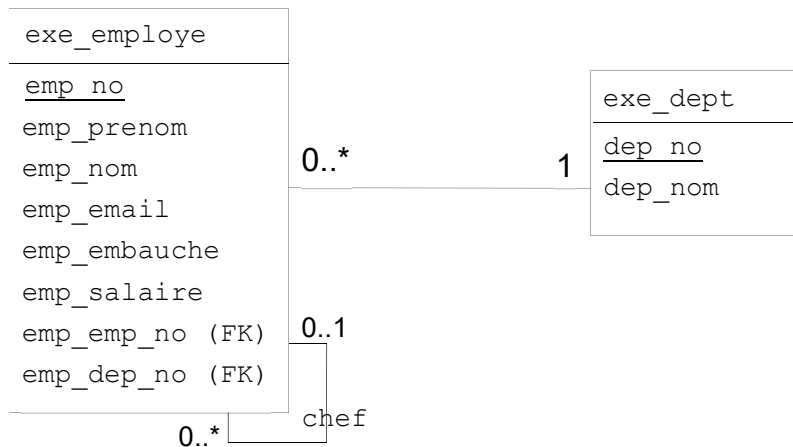 exe_employe
emp_no
emp_prenom
emp_nom
emp_email
emp_embauche
emp_salaire
emp_emp_no (FK)
emp_dep_no (FK)
0..*
1
exe_dept
dep_no
dep_nom
0..1
chef
0..*